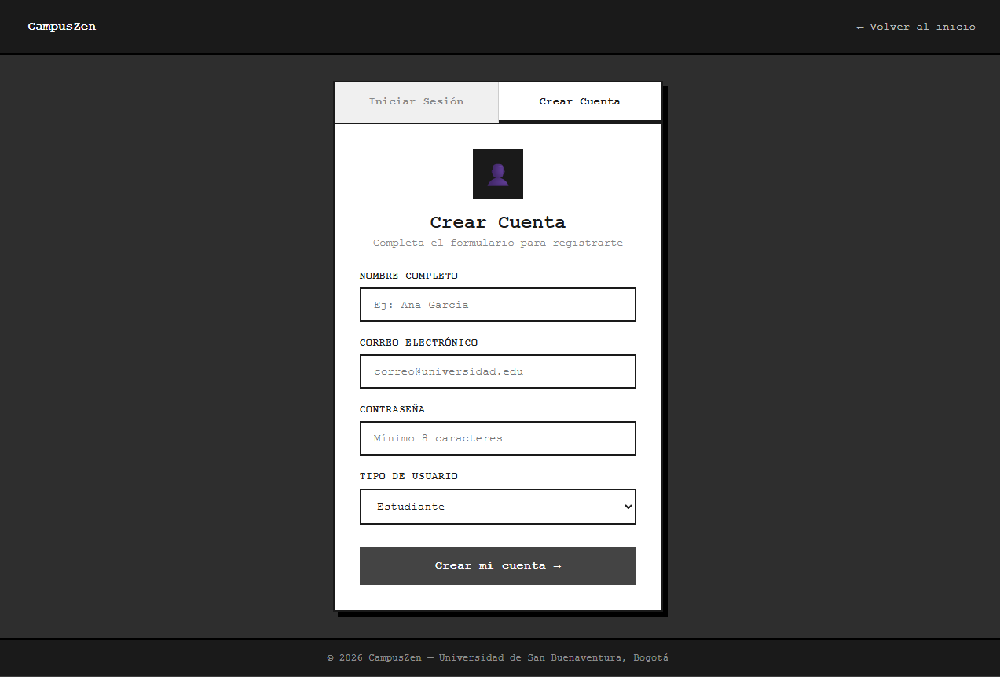 CampusZen
← Volver al inicio
Iniciar Sesión
Crear Cuenta
Crear Cuenta
Completa el formulario para registrarte
NOMBRE COMPLETO
Ej: Ana García
CORREO ELECTRÓNICO
correo@universidad.edu
CONTRASEÑA
Mínimo 8 caracteres
TIPO DE USUARIO
Estudiante
Crear mi cuenta →
© 2026 CampusZen — Universidad de San Buenaventura, Bogotá